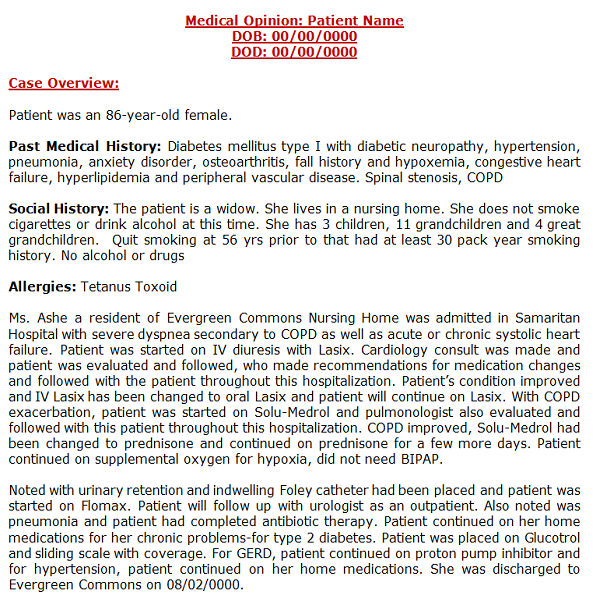 Medical Opinion: Patient Name
DOB: 00/00/0000
DOD: 00/00/0000
Case Overview:
Patient was an 86-year-old female.
Past Medical History: Diabetes mellitus type I with diabetic neuropathy, hypertension,
pneumonia, anxiety disorder, osteoarthritis, fall history and hypoxemia, congestive heart
failure, hyperlipidemia and peripheral vascular disease. Spinal stenosis, COPD
Social History: The patient is a widow. She lives in a nursing home. She does not smoke
cigarettes or drink alcohol at this time. She has 3 children, 11 grandchildren and 4 great
grandchildren. Quit smoking at 56 yrs prior to that had at least 30 pack year smoking
history. No alcohol or drugs
Allergies: Tetanus Toxoid
Ms. Ashe a resident of Evergreen Commons Nursing Home was admitted in Samaritan
Hospital with severe dyspnea secondary to COPD as well as acute or chronic systolic heart
failure. Patient was started on IV diuresis with Lasix. Cardiology consult was made and
patient was evaluated and followed, who made recommendations for medication changes
and followed with the patient throughout this hospitalization. Patient's condition improved
and IV Lasix has been changed to oral Lasix and patient will continue on Lasix. With COPD
exacerbation, patient was started on Solu-Medrol and pulmonologist also evaluated and
followed with this patient throughout this hospitalization. COPD improved, Solu-Medrol had
been changed to prednisone and continued on prednisone for a few more days. Patient
continued on supplemental oxygen for hypoxia, did not need BIPAP.
Noted with urinary retention and indwelling Foley catheter had been placed and patient was
started on Flomax. Patient will follow up with urologist as an outpatient. Also noted was
pneumonia and patient had completed antibiotic therapy. Patient continued on her home
medications for her chronic problems-for type 2 diabetes. Patient was placed on Glucotrol
and sliding scale with coverage. For GERD, patient continued on proton pump inhibitor and
for hypertension, patient continued on her home medications. She was discharged to
Evergreen Commons on 08/02/0000.